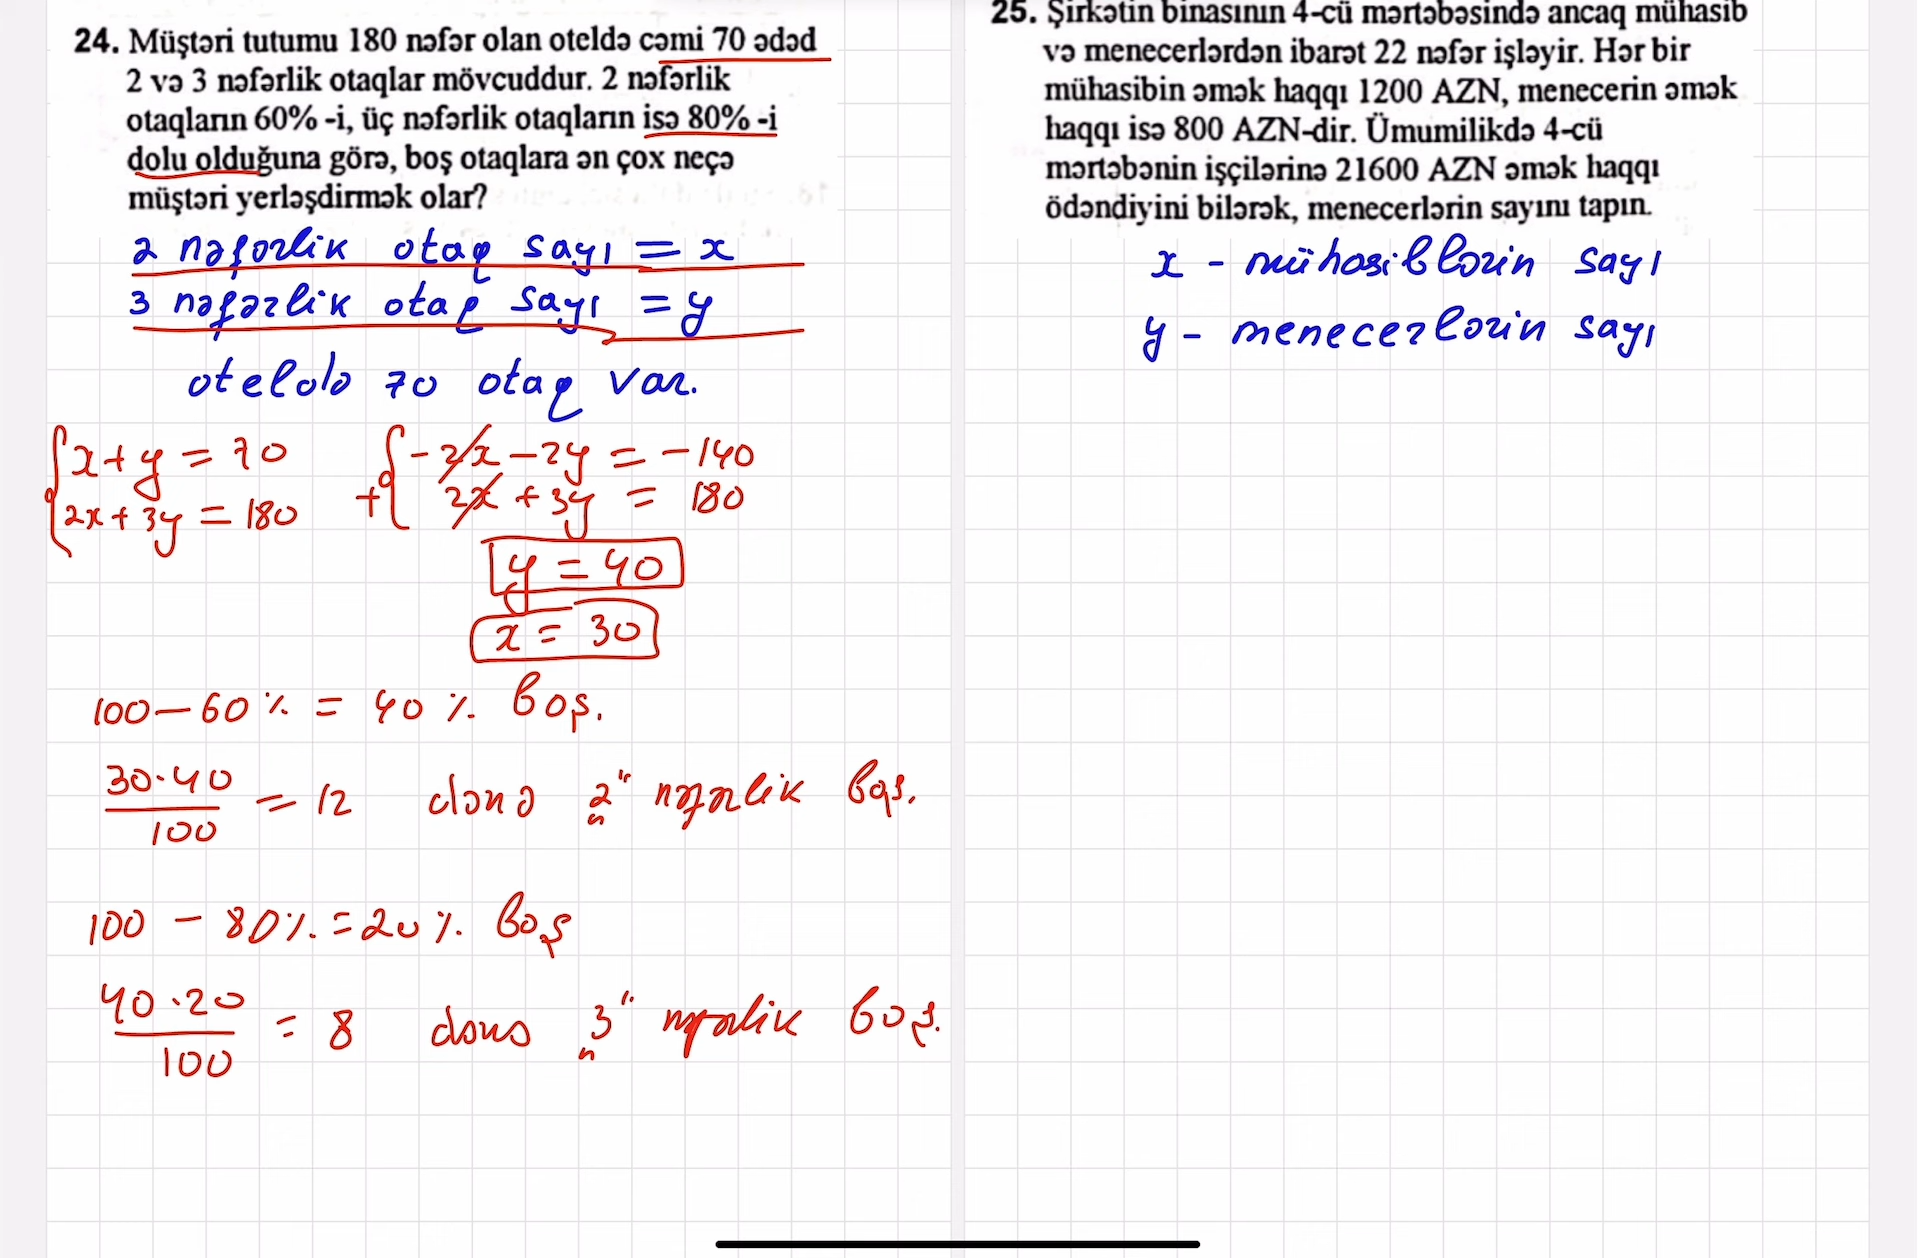 24. Müştəri tutumu 180 nəfər olan oteldə cəmi 70 ədəd
2 və 3 nəfərlik otaqlar mövcuddur. 2 nəfərlik
otaqların 60% -i, üç nəfərlik otaqların isə 80% -i
dolu olduğuna görə, boş otaqlara ən çox neçə
müştəri yerləşdirmək olar?
2 nəfərlik otaq sayı = x
3 nəfərlik otaq sayı = y
oteldə 70 otaq var.
x + y = 70
2x + 3y = 180
-2x - 2y = -140
+ 2x + 3y = 180
y = 40
x = 30
100 - 60% = 40% boş.
30·40/100 = 12 dənə "2" nəfərlik boş.
100 - 80% = 20% boş
40·20/100 = 8 dənə "3" nəfərlik boş.
25. Şirkətin binasının 4-cü mərtəbəsində ancaq mühasib
və menecerlərdən ibarət 22 nəfər işləyir. Hər bir
mühasibin əmək haqqı 1200 AZN, menecerin əmək
haqqı isə 800 AZN-dir. Ümumilikdə 4-cü
mərtəbənin işçilərinə 21600 AZN əmək haqqı
ödəndiyini bilərək, menecerlərin sayını tapın.
x - mühasiblərin sayı
y - menecerlərin sayı